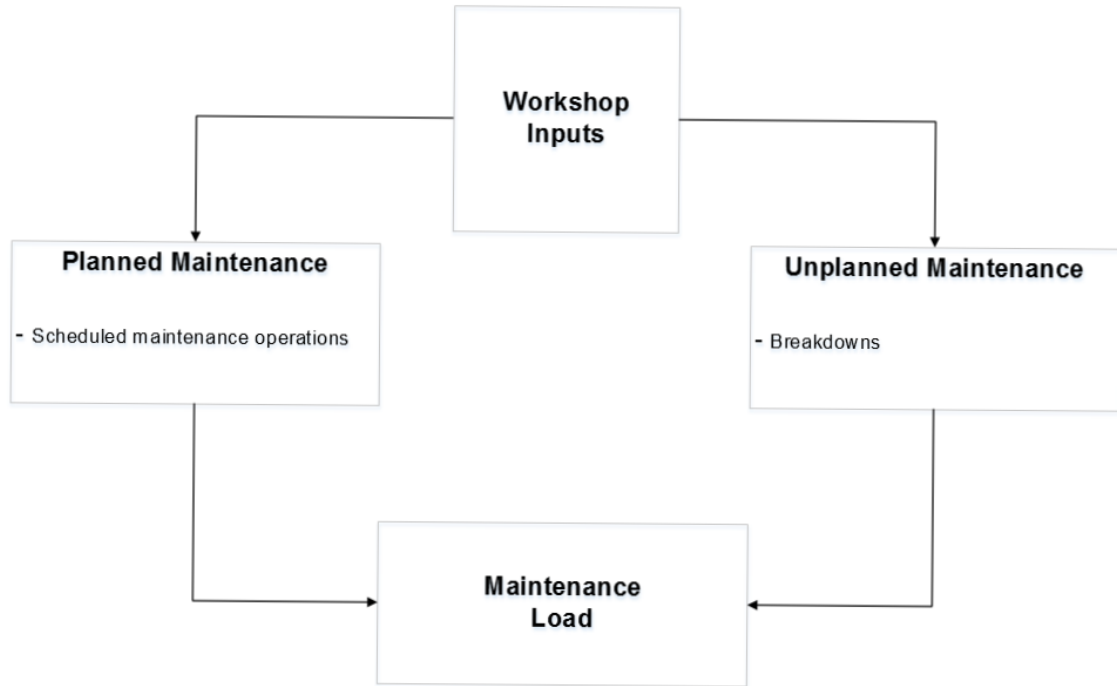 Workshop
Inputs
Planned Maintenance
- Scheduled maintenance operations
Unplanned Maintenance
- Breakdowns
Maintenance
Load